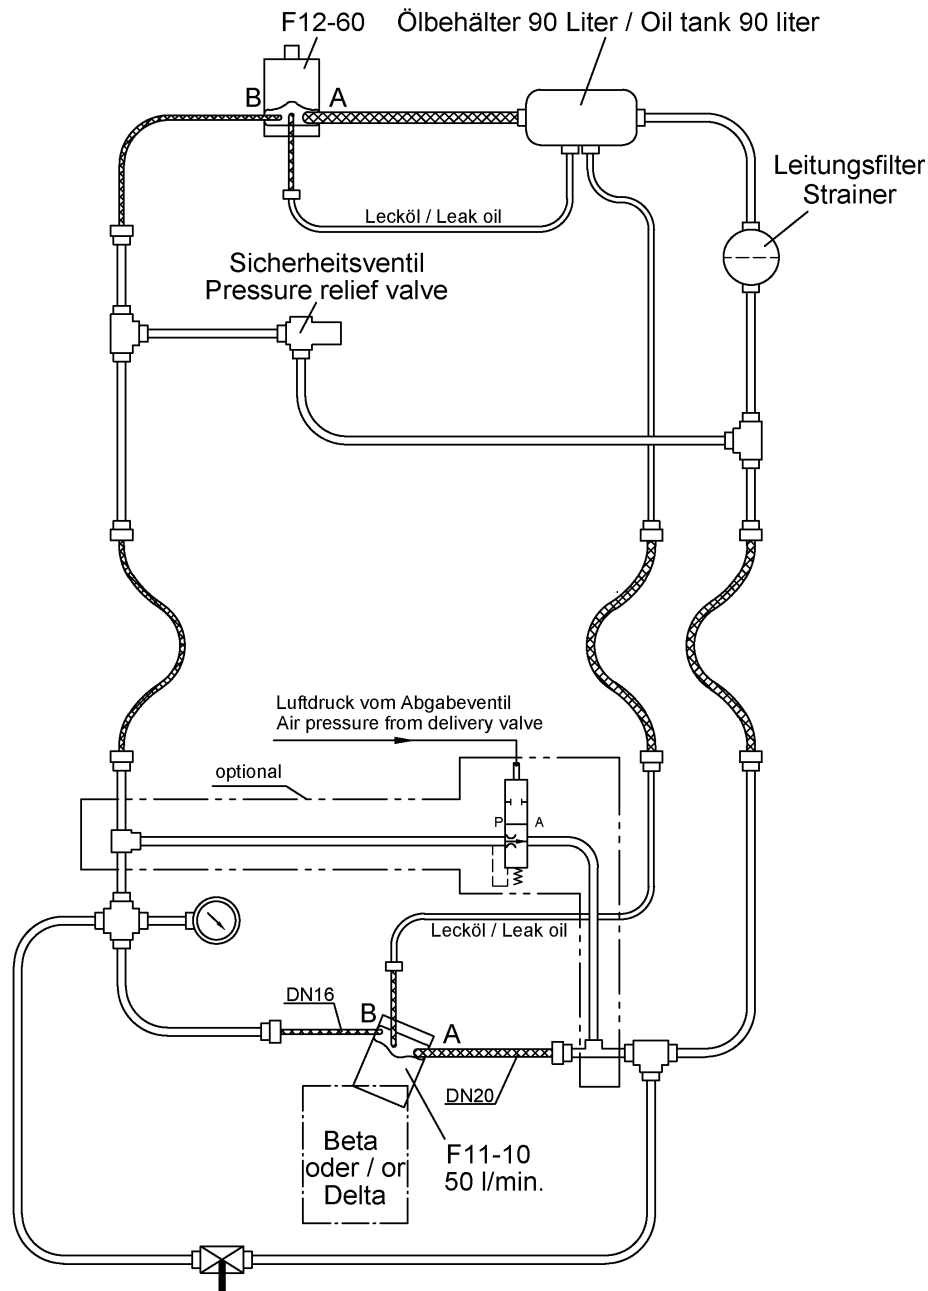 F12-60
Ölbehälter 90 Liter / Oil tank 90 liter
B
A
Leitungsfilter
Strainer
Lecköl / Leak oil
Sicherheitsventil
Pressure relief valve
Luftdruck vom Abgabeventil
Air pressure from delivery valve
optional
P
A
Lecköl / Leak oil
DN16
B
A
DN20
Beta
oder / or
Delta
F11-10
50 l/min.